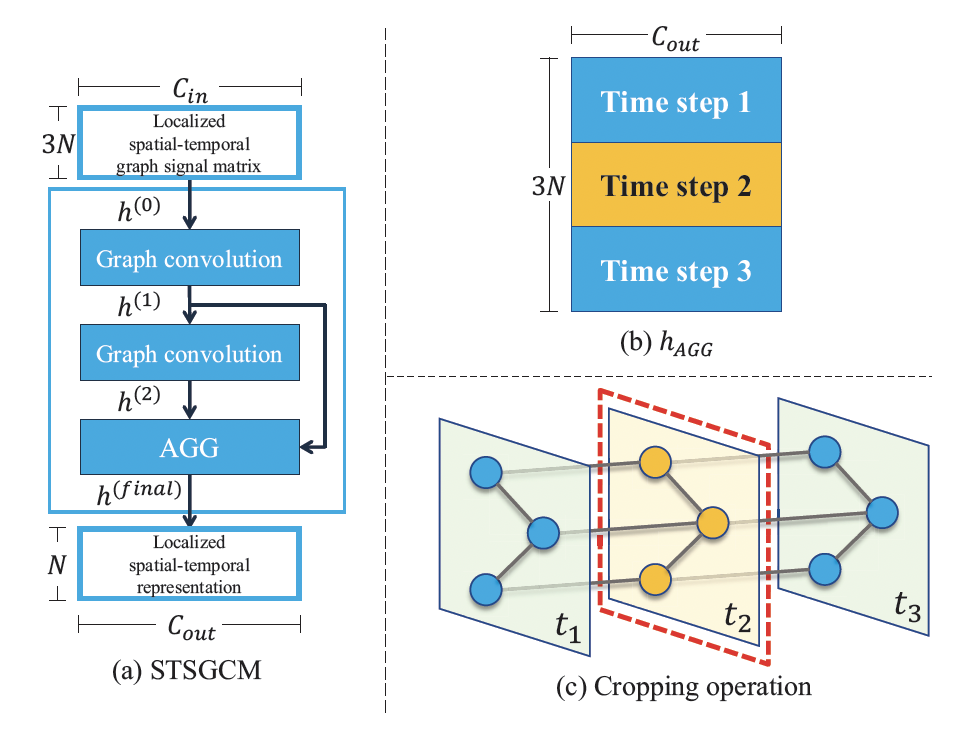 C_in
3N
Localized
spatial-temporal
graph signal matrix
h^(0)
Graph convolution
h^(1)
Graph convolution
h^(2)
AGG
h^(final)
N
Localized
spatial-temporal
representation
C_out
(a) STSGCM
C_out
3N
Time step 1
Time step 2
Time step 3
(b) h_AGG
t_1
t_2
t_3
(c) Cropping operation